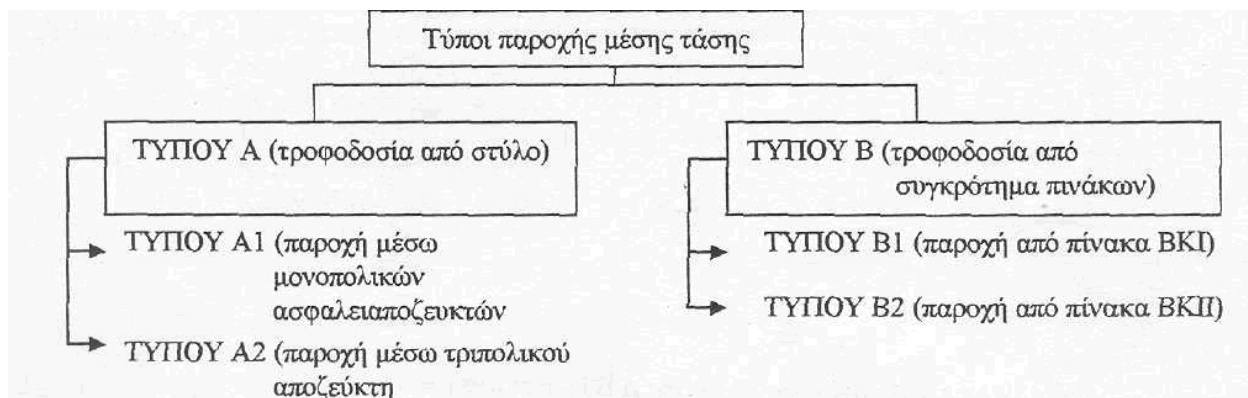 Τύποι παροχής μέσης τάσης
ΤΥΠΟΥ Α (τροφοδοσία από στύλο)
ΤΥΠΟΥ Α1 (παροχή μέσω
μονοπολικών
ασφαλειαποζευκτών
ΤΥΠΟΥ Α2 (παροχή μέσω τριπολικού
αποζεύκτη
ΤΥΠΟΥ Β (τροφοδοσία από
συγκρότημα πινάκων)
ΤΥΠΟΥ Β1 (παροχή από πίνακα ΒΚΙ)
ΤΥΠΟΥ Β2 (παροχή από πίνακα ΒΚΙΙ)